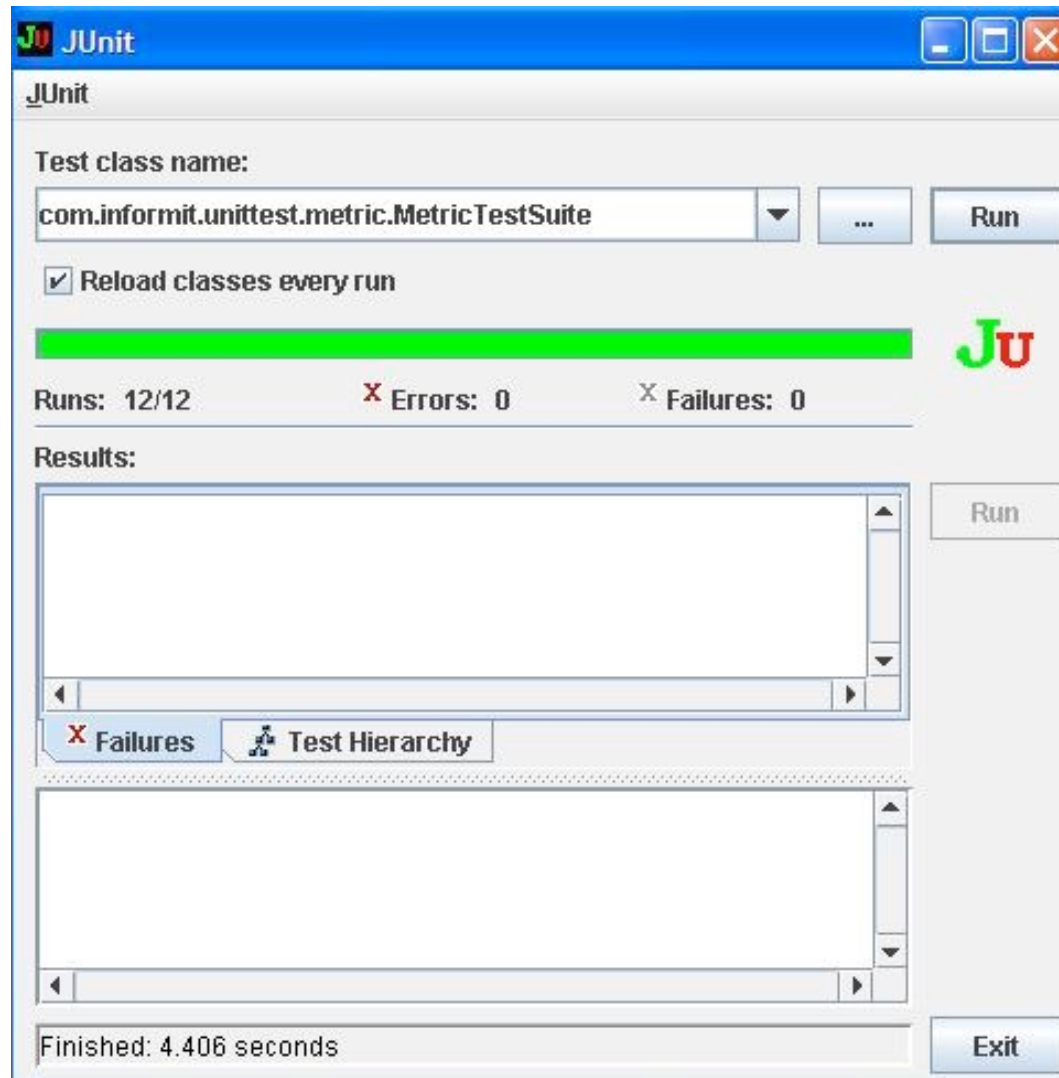 JU JUnit
JUnit
Test class name:
com.informit.unittest.metric.MetricTestSuite ... Run
Reload classes every run
JU
Runs: 12/12 X Errors: 0 X Failures: 0
Results:
Run
X Failures Test Hierarchy
Finished: 4.406 seconds Exit